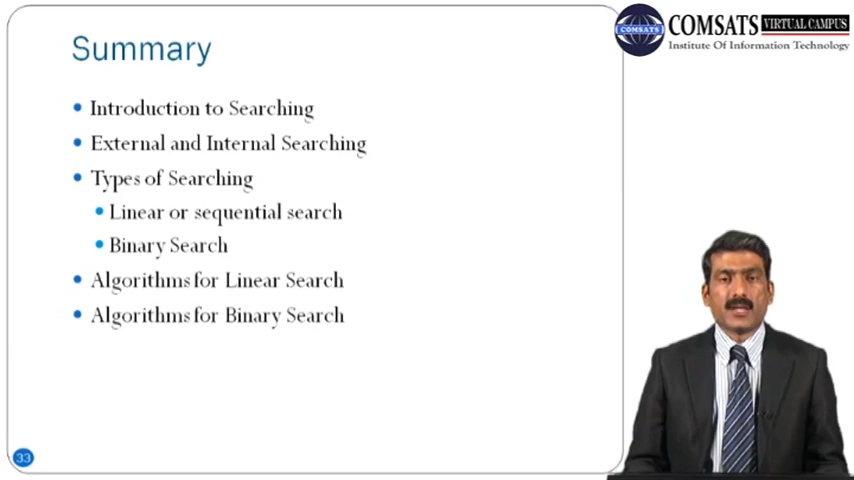 Summary
Introduction to Searching
External and Internal Searching
Types of Searching
Linear or sequential search
Binary Search
Algorithms for Linear Search
Algorithms for Binary Search
33
COMSATS
COMSATS VIRTUAL CAMPUS
Institute Of Information Technology